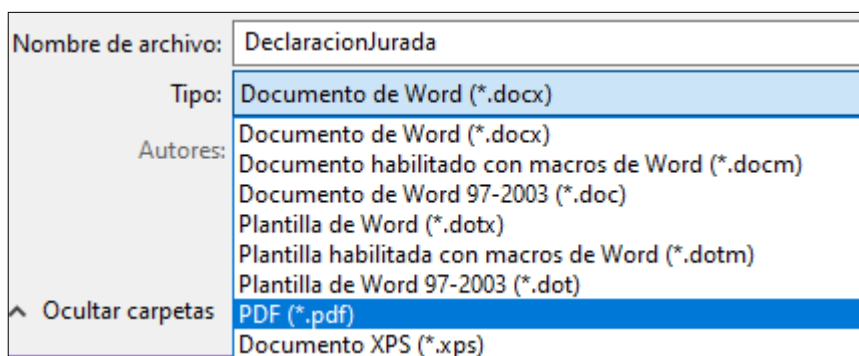 Nombre de archivo: DeclaracionJurada
Tipo: Documento de Word (*.docx)
Autores:
Documento de Word (*.docx)
Documento habilitado con macros de Word (*.docm)
Documento de Word 97-2003 (*.doc)
Plantilla de Word (*.dotx)
Plantilla habilitada con macros de Word (*.dotm)
Plantilla de Word 97-2003 (*.dot)
Ocultar carpetas
PDF (*.pdf)
Documento XPS (*.xps)